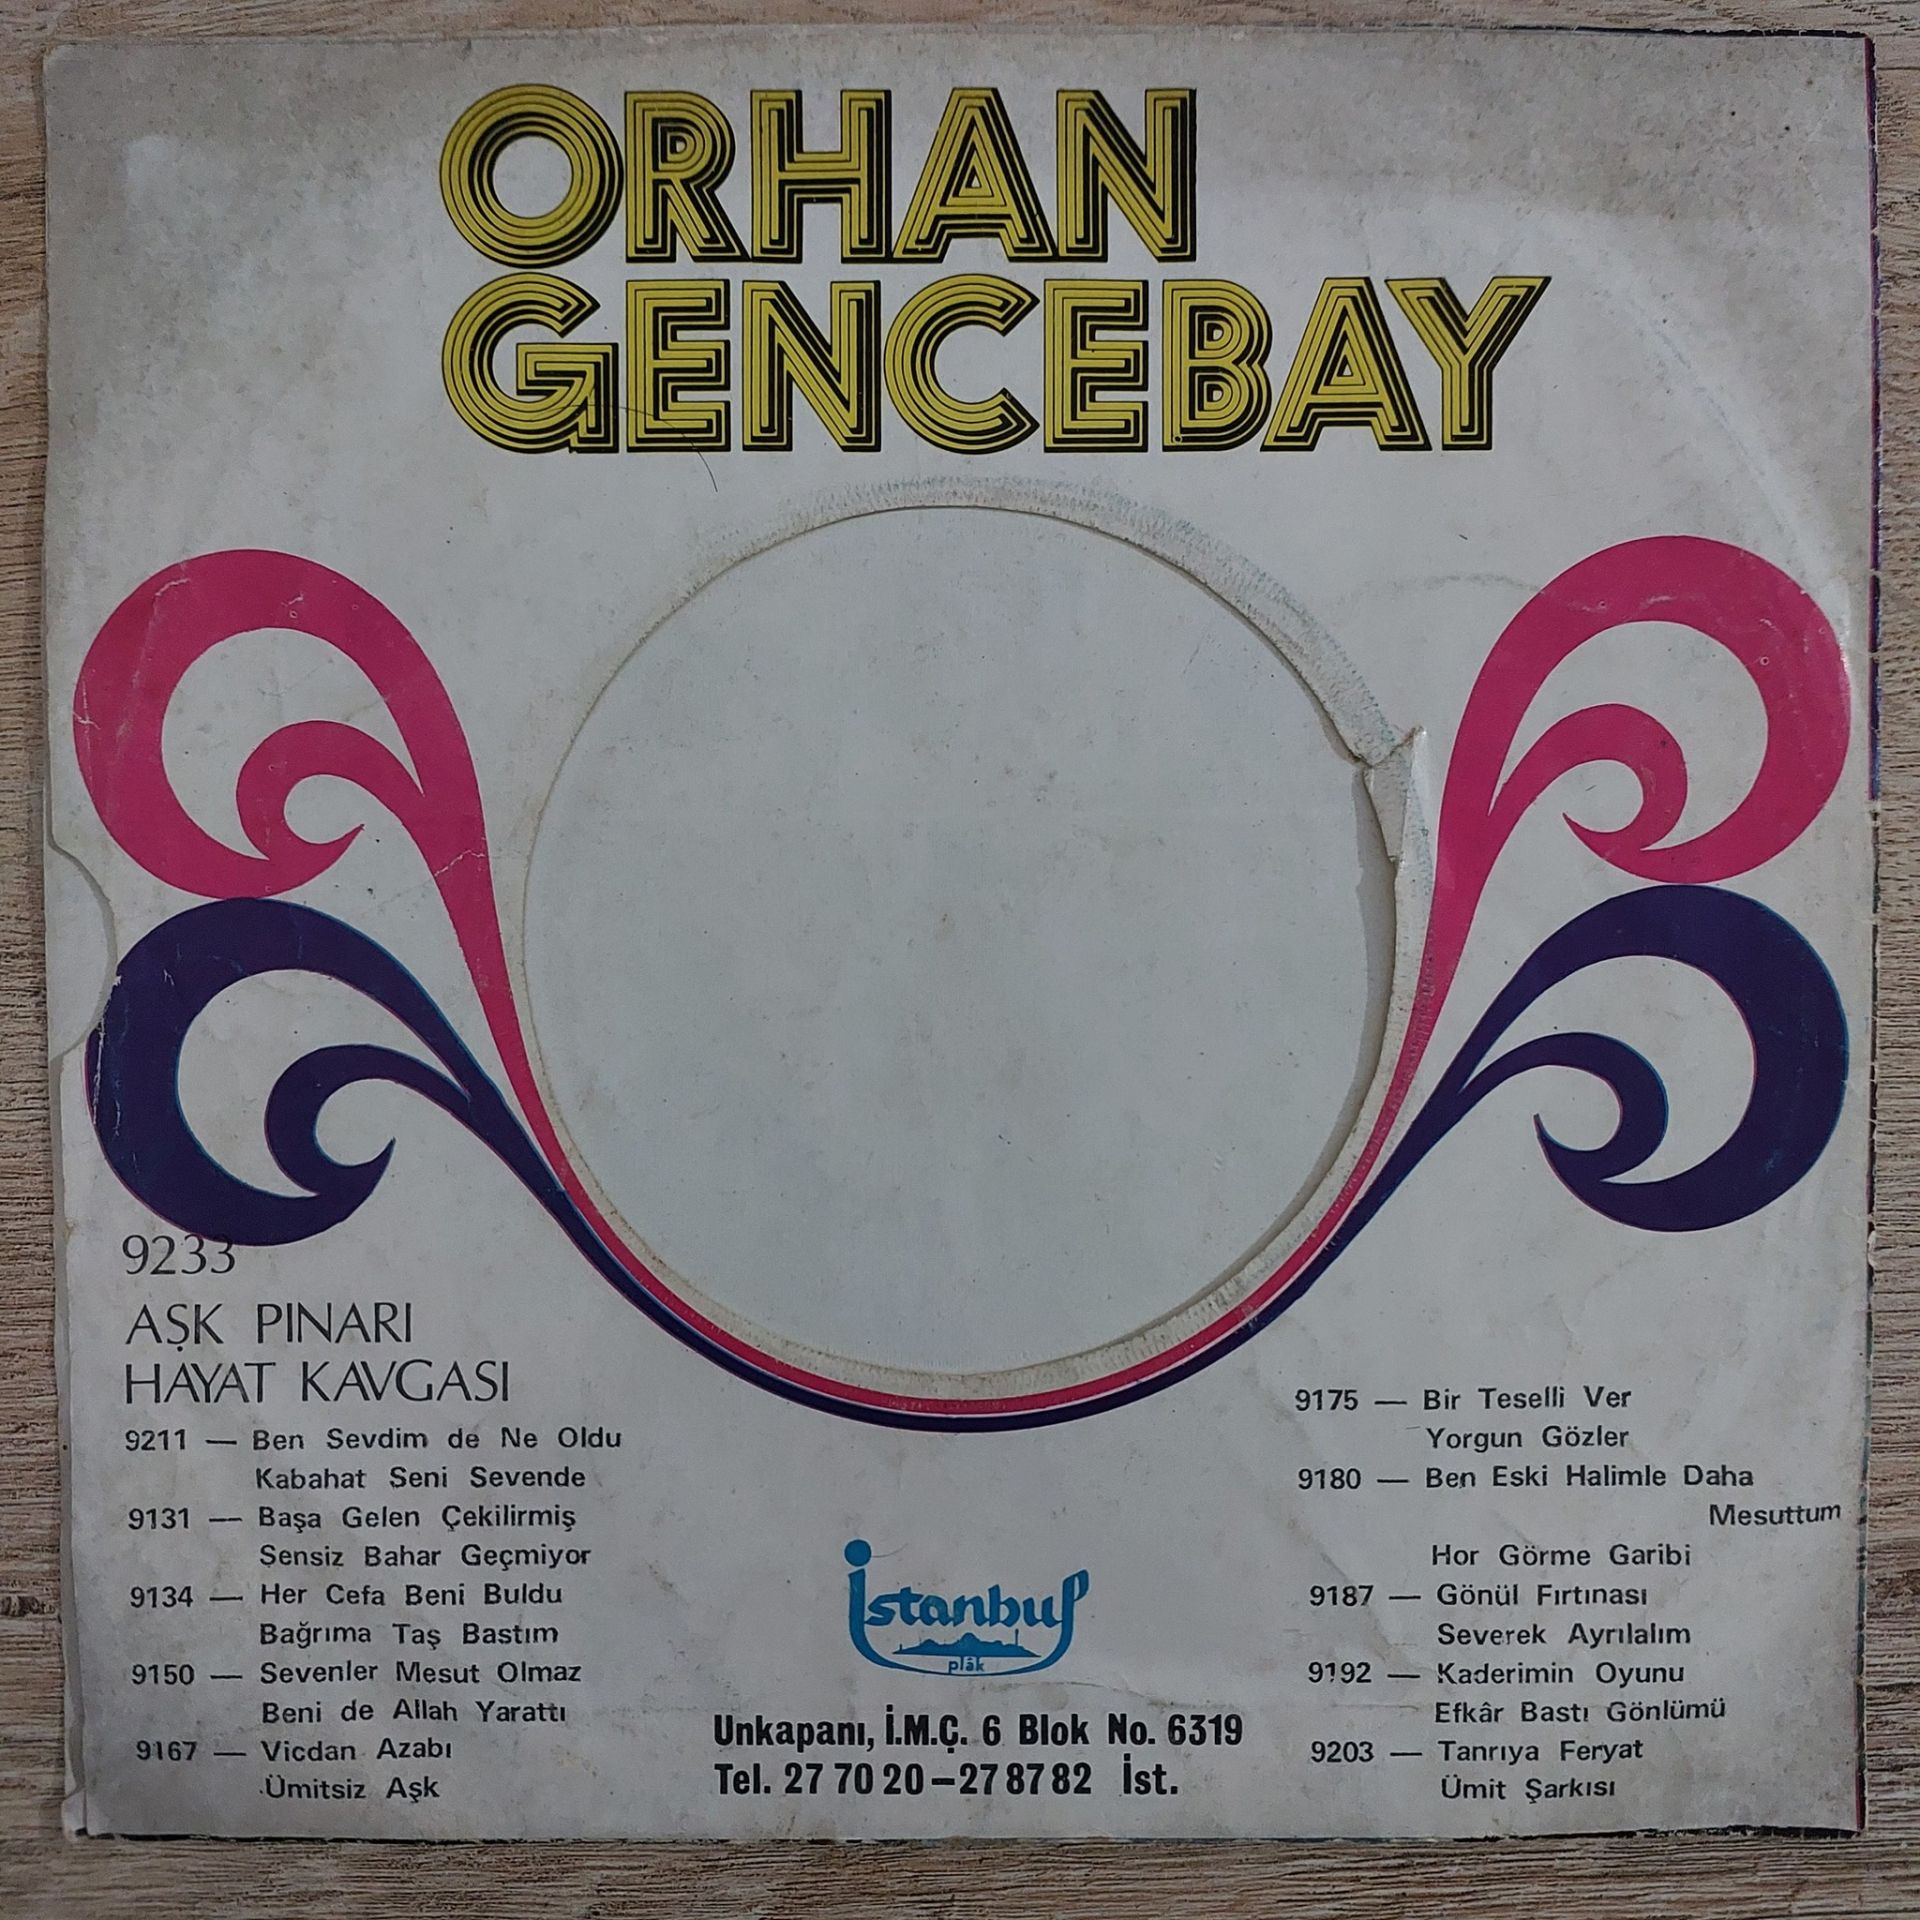 ORHAN
GENCEBAY
9233
AŞK PINARI
HAYAT KAVGASI
9211 — Ben Sevdim de Ne Oldu
Kabahat Seni Sevende
9131 — Başa Gelen Çekilirmiş
Sensiz Bahar Geçmiyor
9134 — Her Cefa Beni Buldu
Bağrıma Taş Bastım
9150 — Sevenler Mesut Olmaz
Beni de Allah Yarattı
9167 — Vicdan Azabı
Ümitsiz Aşk
istanbul
plâk
Unkapanı, İ.M.Ç. 6 Blok No. 6319
Tel. 27 70 20 – 27 87 82 İst.
9175 — Bir Teselli Ver
Yorgun Gözler
9180 — Ben Eski Halimle Daha
Mesuttum
Hor Görme Garibi
9187 — Gönül Fırtınası
Severek Ayrılalım
9192 — Kaderimin Oyunu
Efkâr Bastı Gönlümü
9203 — Tanrıya Feryat
Ümit Şarkısı